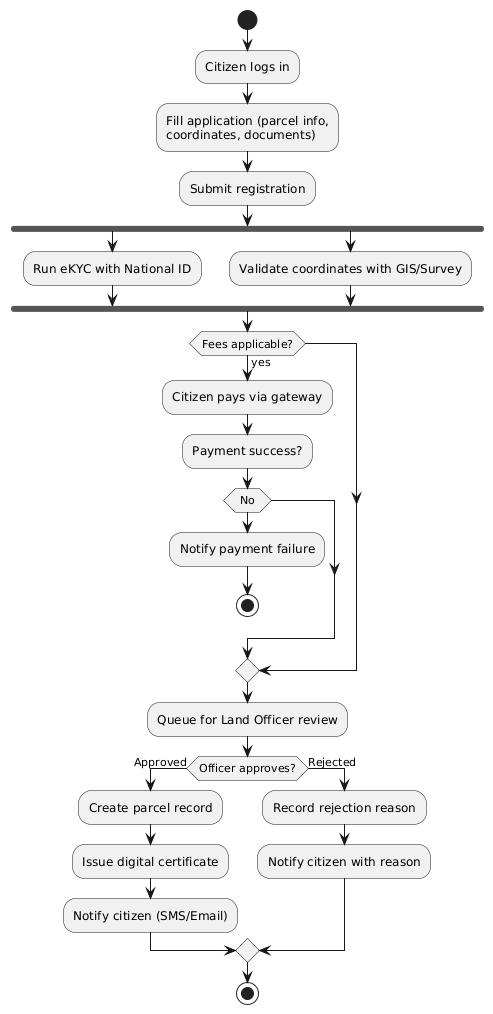 Citizen logs in
Fill application (parcel info,
coordinates, documents)
Submit registration
Run eKYC with National ID
Validate coordinates with GIS/Survey
Fees applicable?
yes
Citizen pays via gateway
Payment success?
No
Notify payment failure
Queue for Land Officer review
Officer approves?
Approved
Rejected
Create parcel record
Record rejection reason
Issue digital certificate
Notify citizen with reason
Notify citizen (SMS/Email)